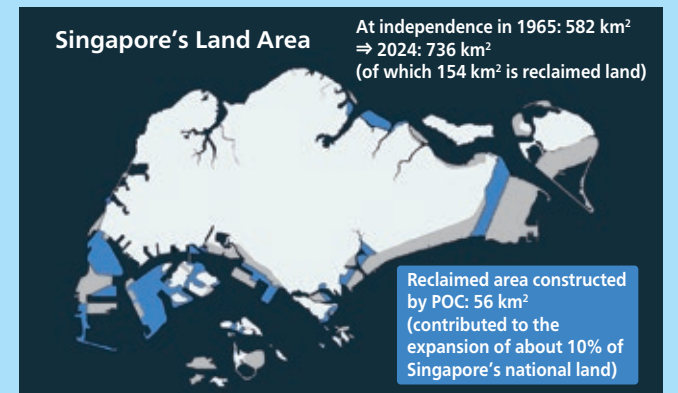 Singapore’s Land Area
At independence in 1965: 582 km²
⇒ 2024: 736 km²
(of which 154 km² is reclaimed land)
Reclaimed area constructed
by POC: 56 km²
(contributed to the
expansion of about 10% of
Singapore’s national land)